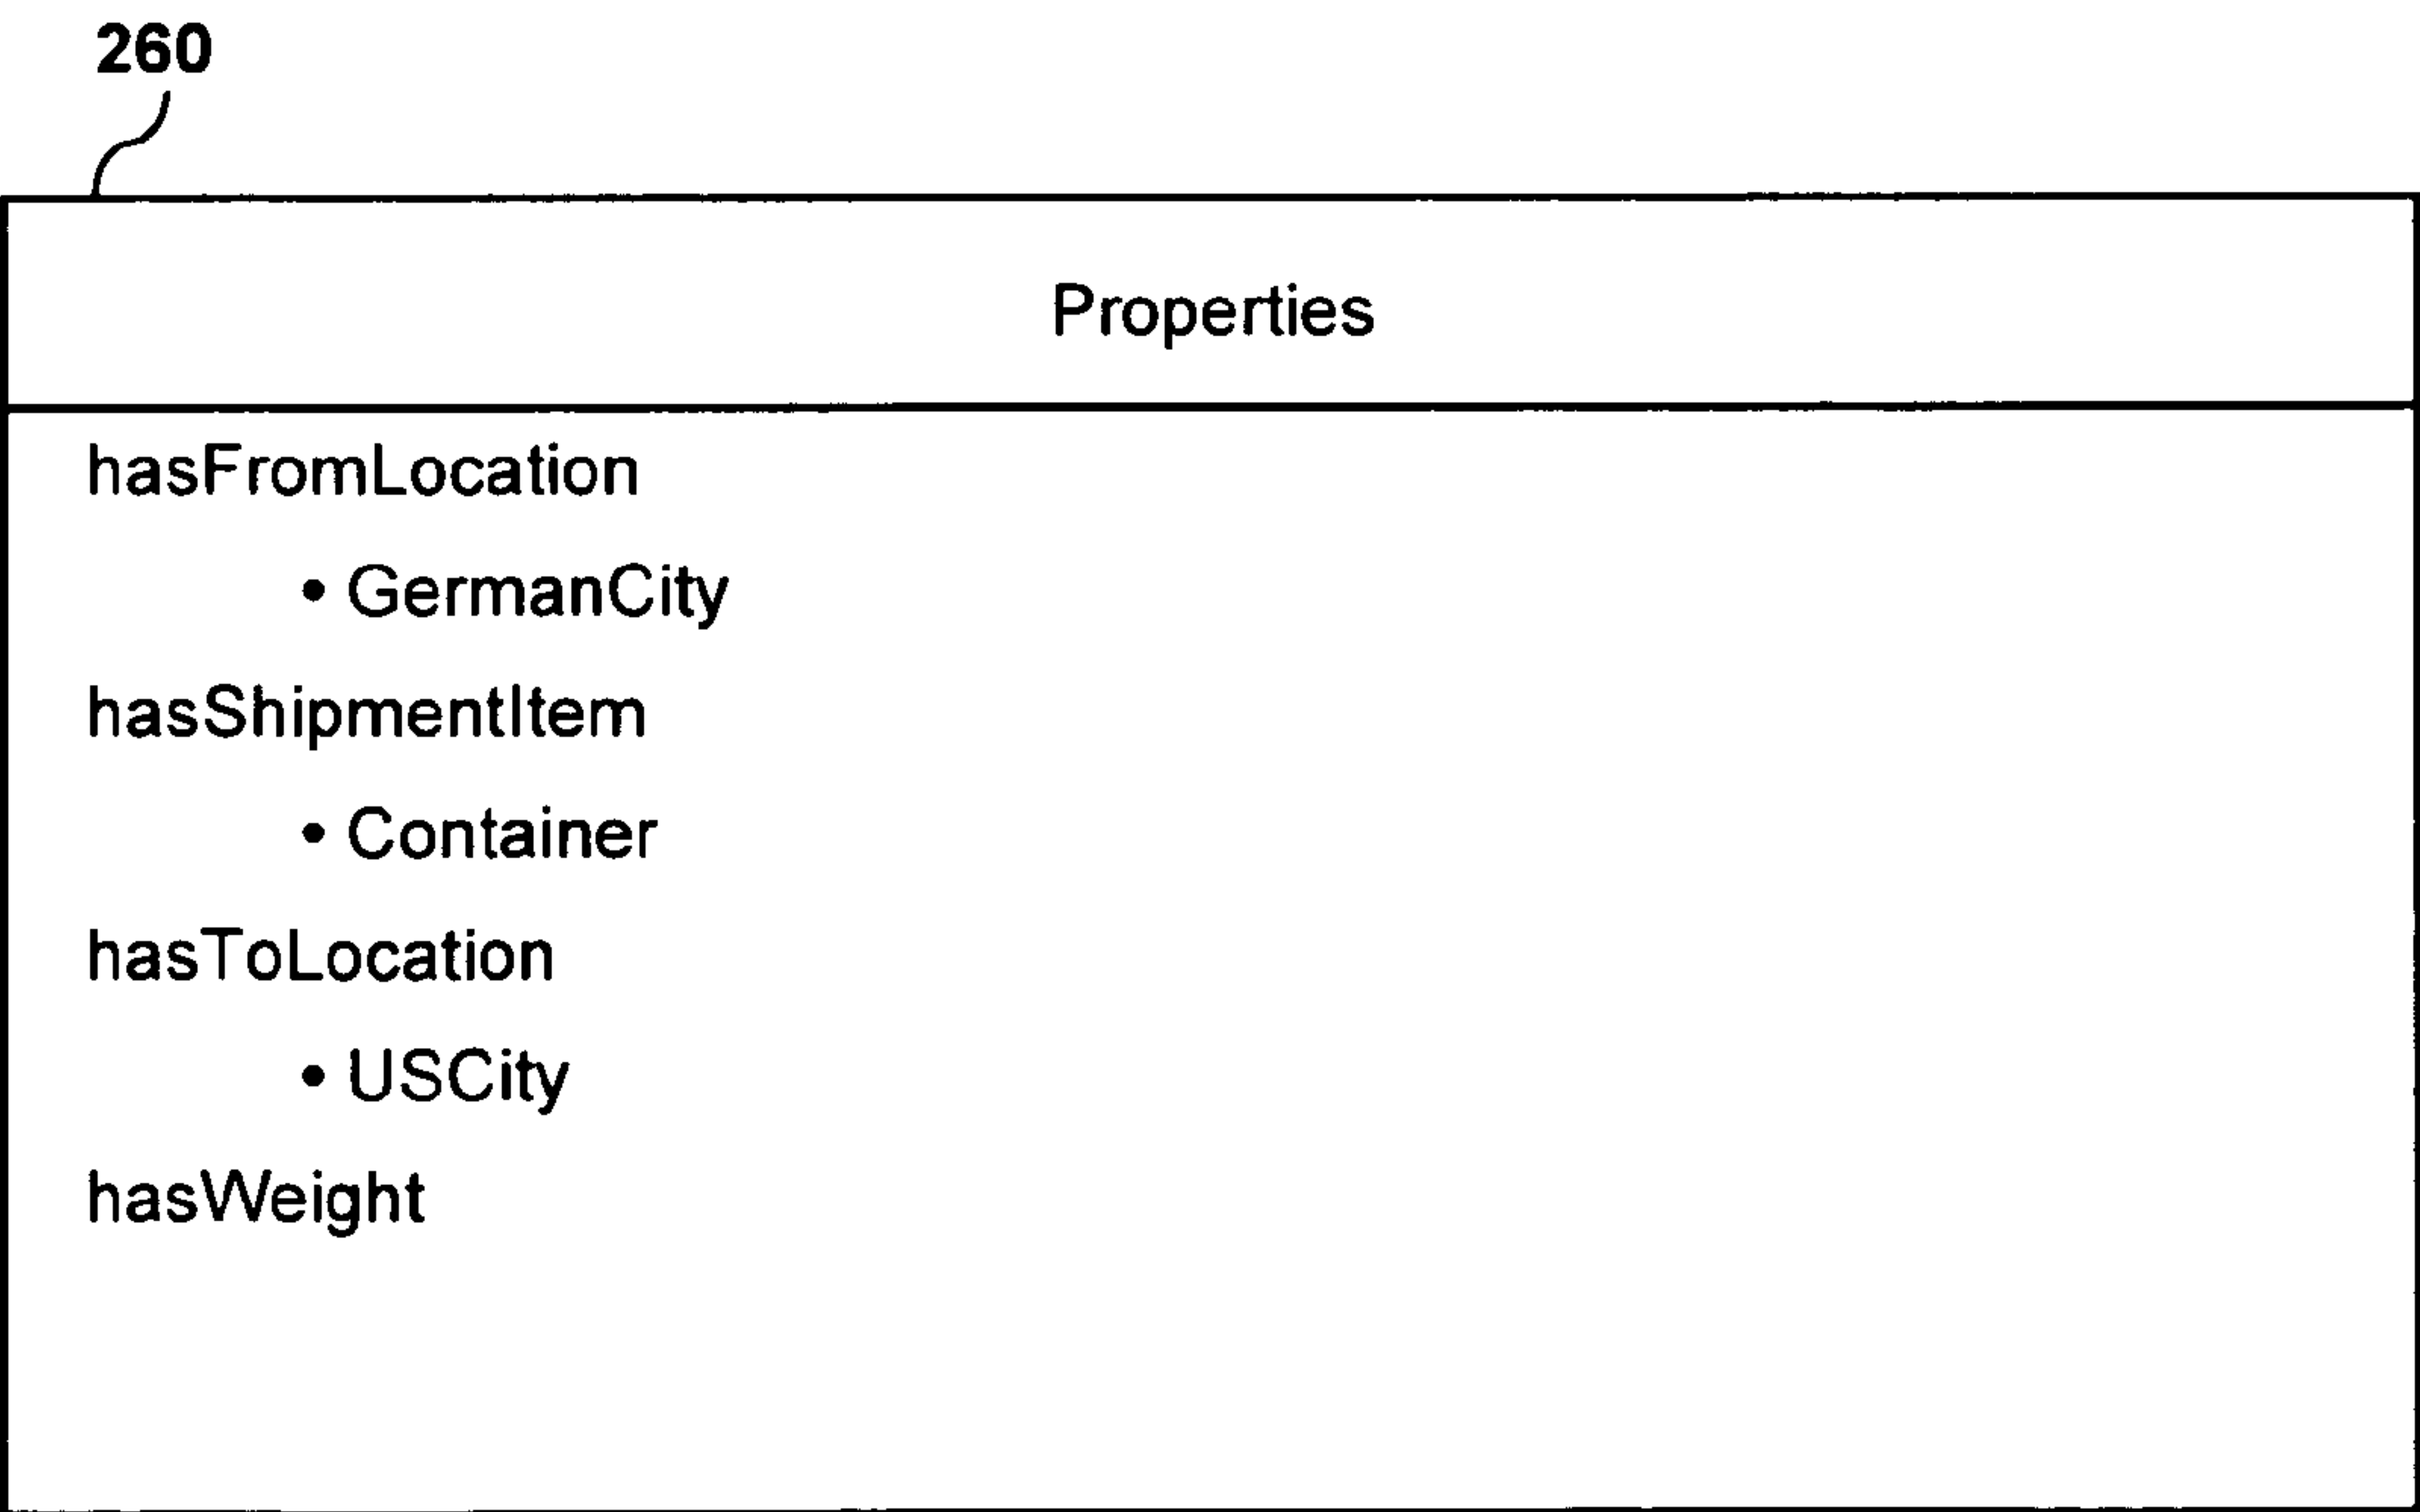 260
Properties
hasFromLocation
• GermanCity
hasShipmentItem
• Container
hasToLocation
• USCity
hasWeight